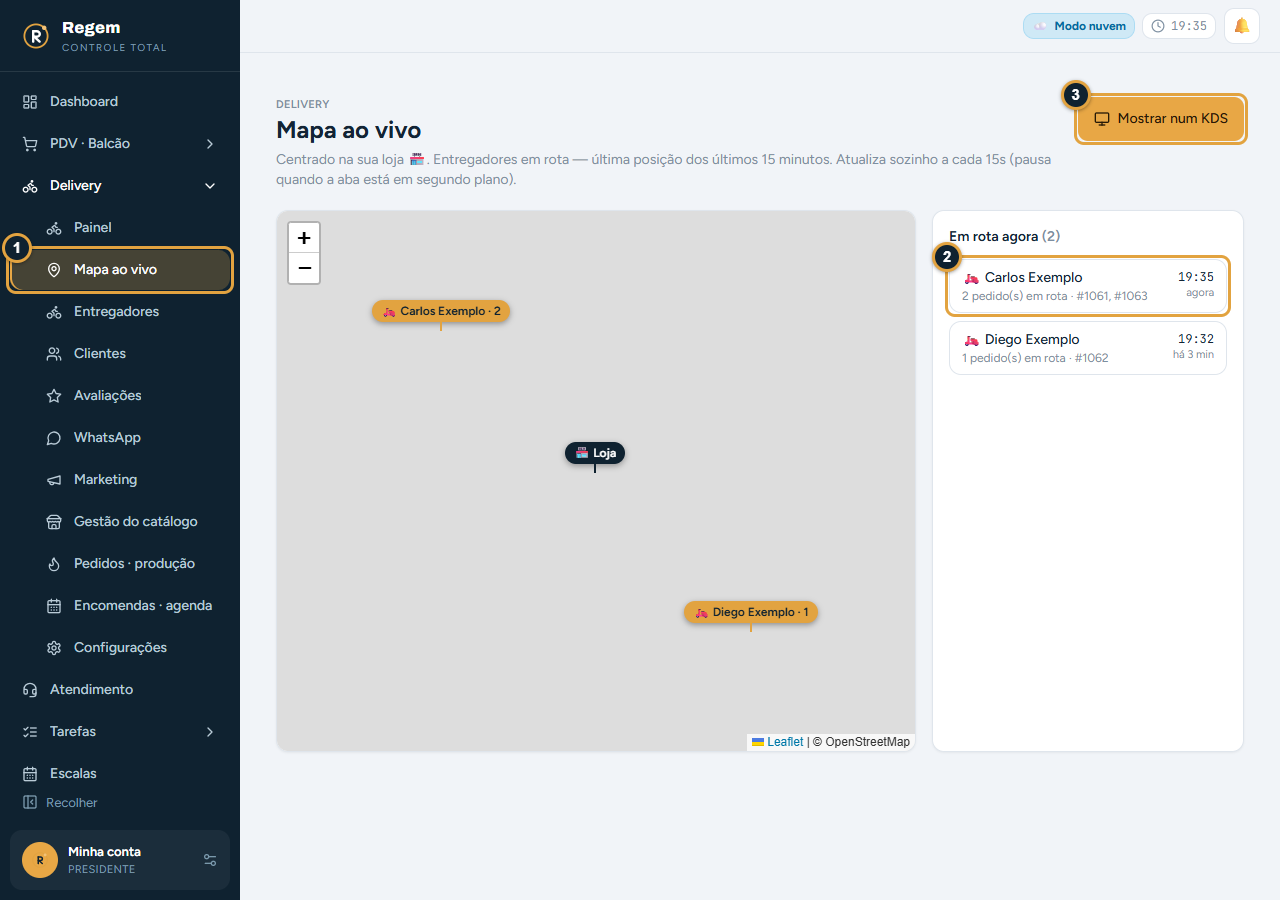 Regem
CONTROLE TOTAL
Dashboard
PDV · Balcão
Delivery
Painel
1
Mapa ao vivo
Entregadores
Clientes
Avaliações
WhatsApp
Marketing
Gestão do catálogo
Pedidos · produção
Encomendas · agenda
Configurações
Atendimento
Tarefas
Escalas
Recolher
R
Minha conta
PRESIDENTE
Modo nuvem
19:35
DELIVERY
Mapa ao vivo
Centrado na sua loja 🏪. Entregadores em rota — última posição dos últimos 15 minutos. Atualiza sozinho a cada 15s (pausa
quando a aba está em segundo plano).
3
Mostrar num KDS
+
−
Carlos Exemplo · 2
Loja
Diego Exemplo · 1
Leaflet | © OpenStreetMap
Em rota agora (2)
2
Carlos Exemplo 19:35
2 pedido(s) em rota · #1061, #1063 agora
Diego Exemplo 19:32
1 pedido(s) em rota · #1062 há 3 min